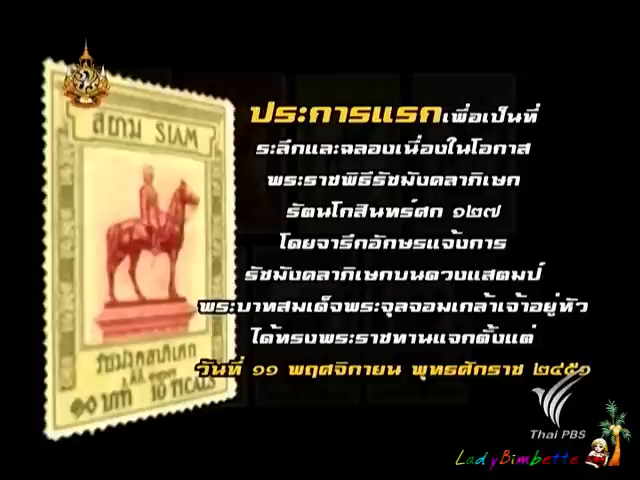 สยาม SIAM
รัชมังคลาภิเษก
๑๐ บาท 10 TICALS
ประการแรกเพื่อเป็นที่
ระลึกและฉลองเนื่องในโอกาส
พระราชพิธีรัชมังคลาภิเษก
รัตนโกสินทร์ศก ๑๒๗
โดยจารึกอักษรแจ้งการ
รัชมังคลาภิเษกบนดวงแสตมป์
พระบาทสมเด็จพระจุลจอมเกล้าเจ้าอยู่หัว
ได้ทรงพระราชทานแจกตั้งแต่
วันที่ ๑๑ พฤศจิกายน พุทธศักราช ๒๔๕๑
Thai PBS
LadyBimbette